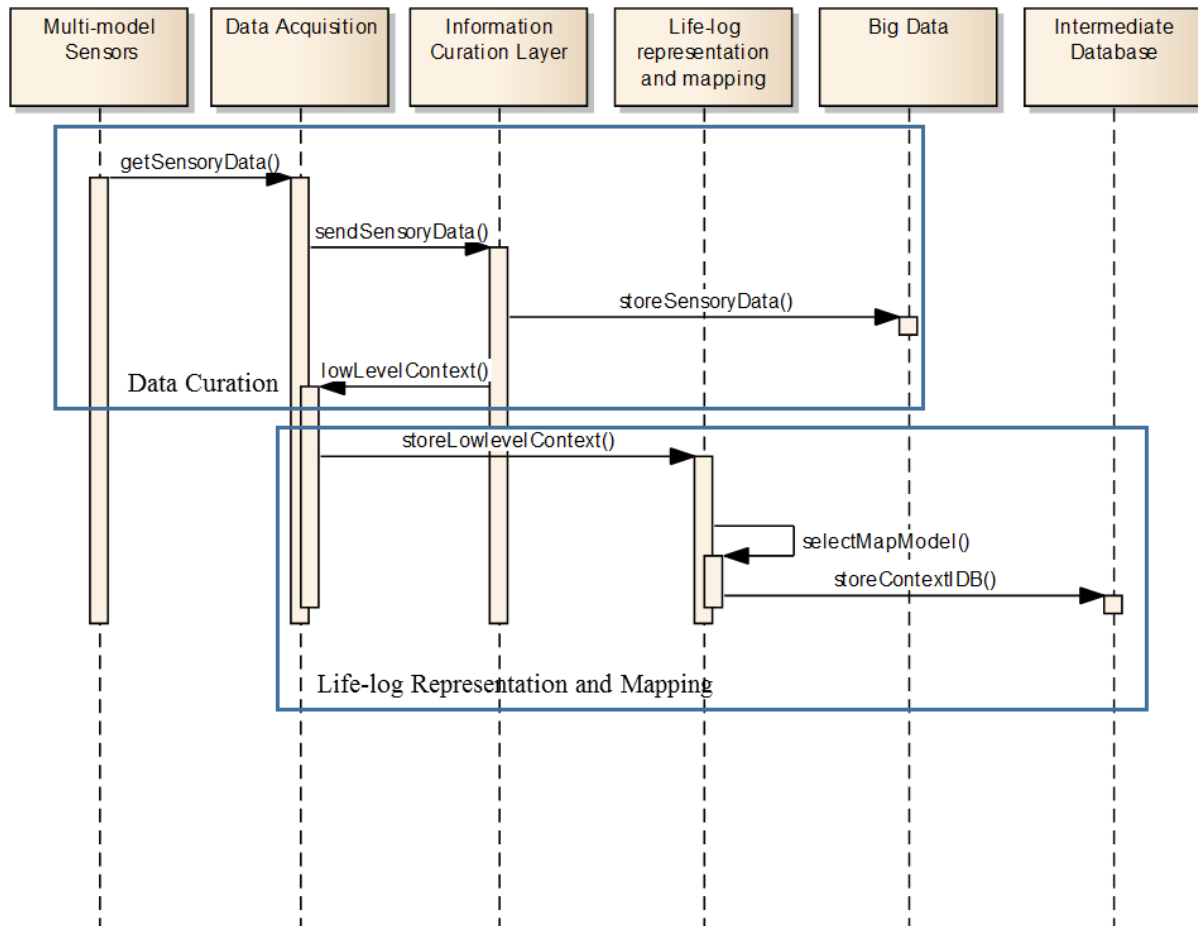 Multi-model
Sensors
Data Acquisition
Information
Curation Layer
Life-log
representation
and mapping
Big Data
Intermediate
Database
getSensoryData()
sendSensoryData()
storeSensoryData()
lowLevelContext()
Data Curation
storeLowlevelContext()
selectMapModel()
storeContextIDB()
Life-log Representation and Mapping